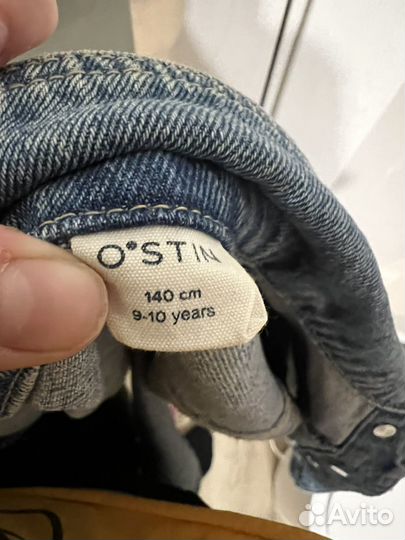 O°STIN
140 cm
9-10 years
Avito